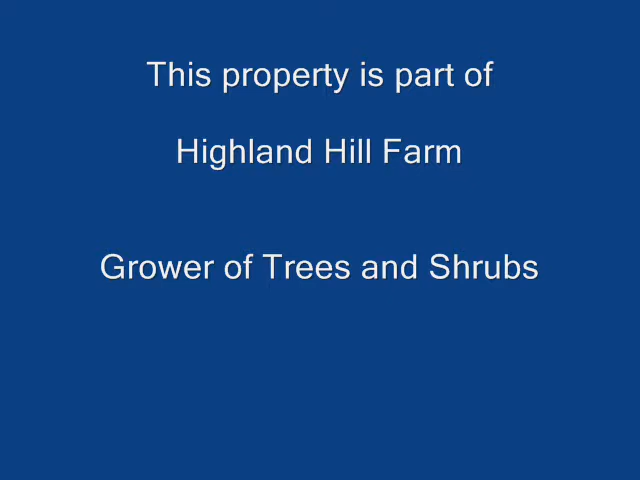 This property is part of
Highland Hill Farm
Grower of Trees and Shrubs